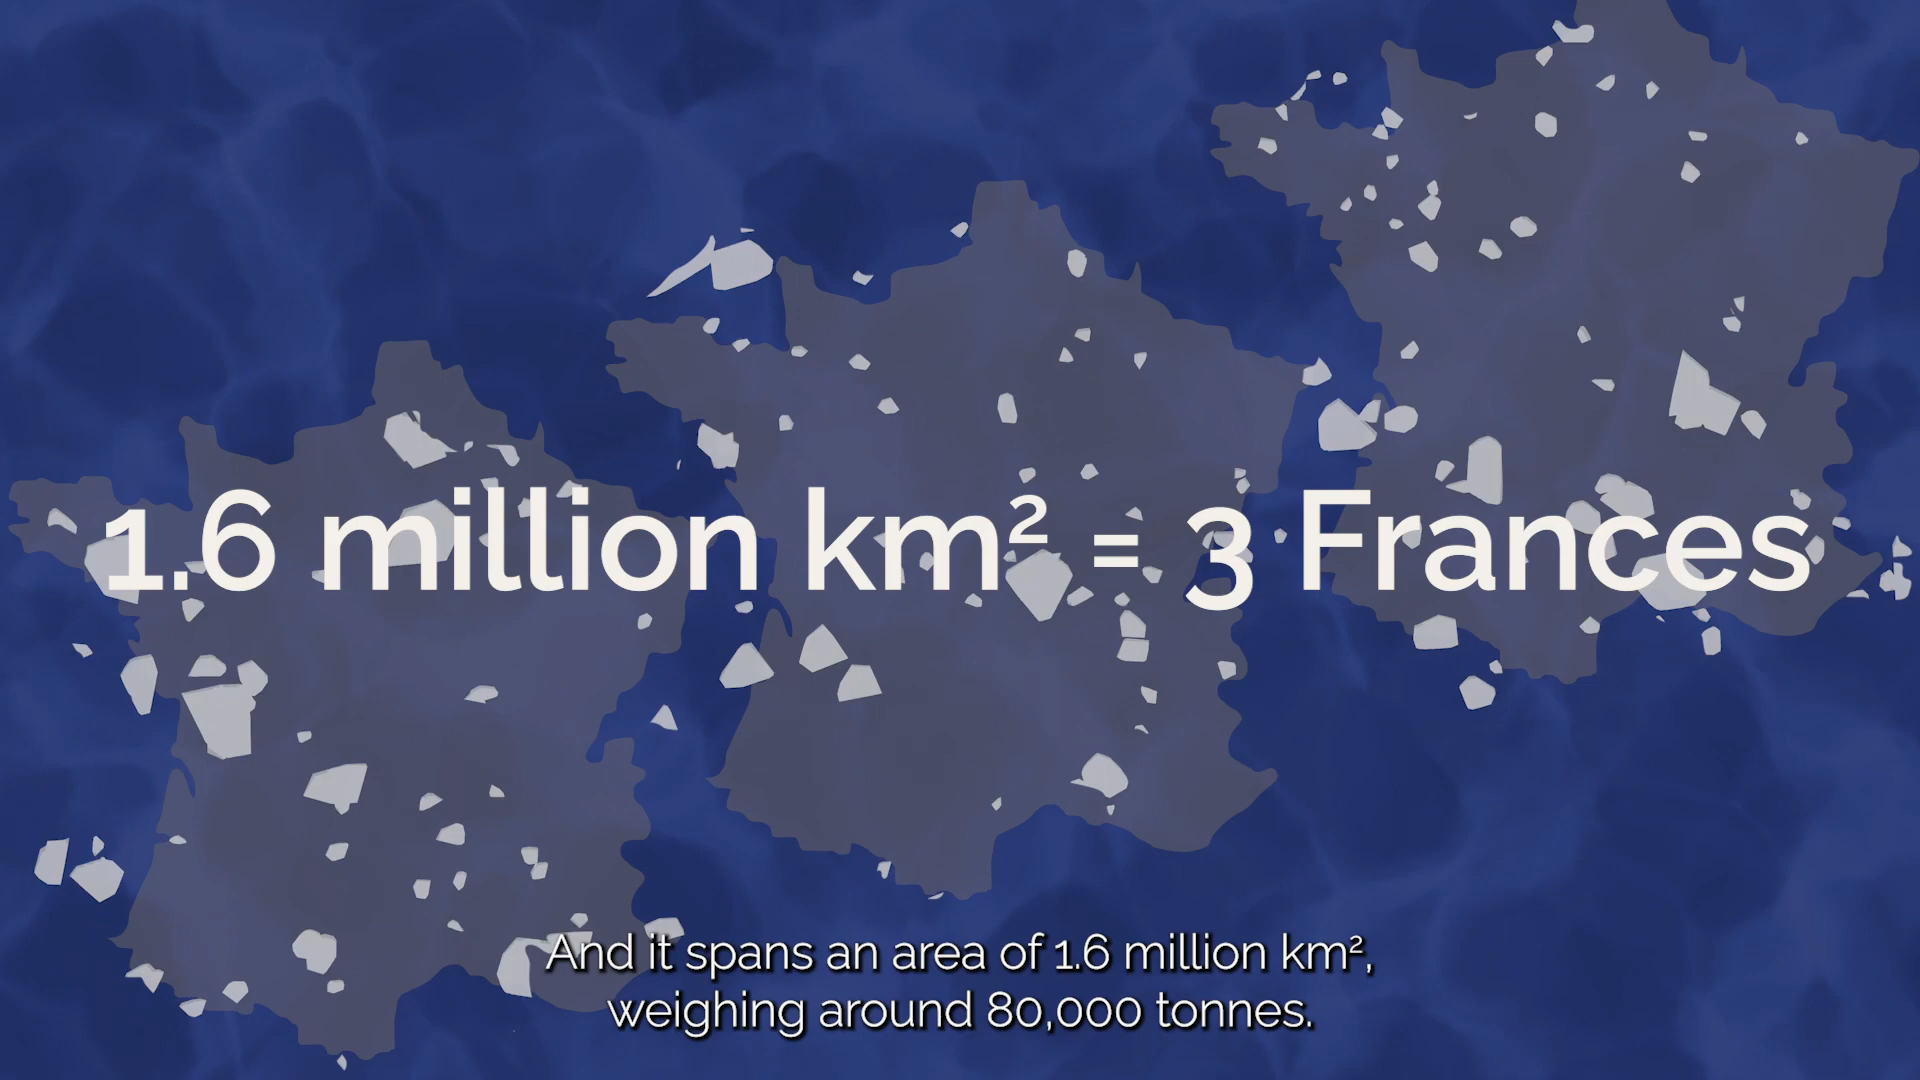 1.6 million km² = 3 Frances
And it spans an area of 1.6 million km²,
weighing around 80,000 tonnes.